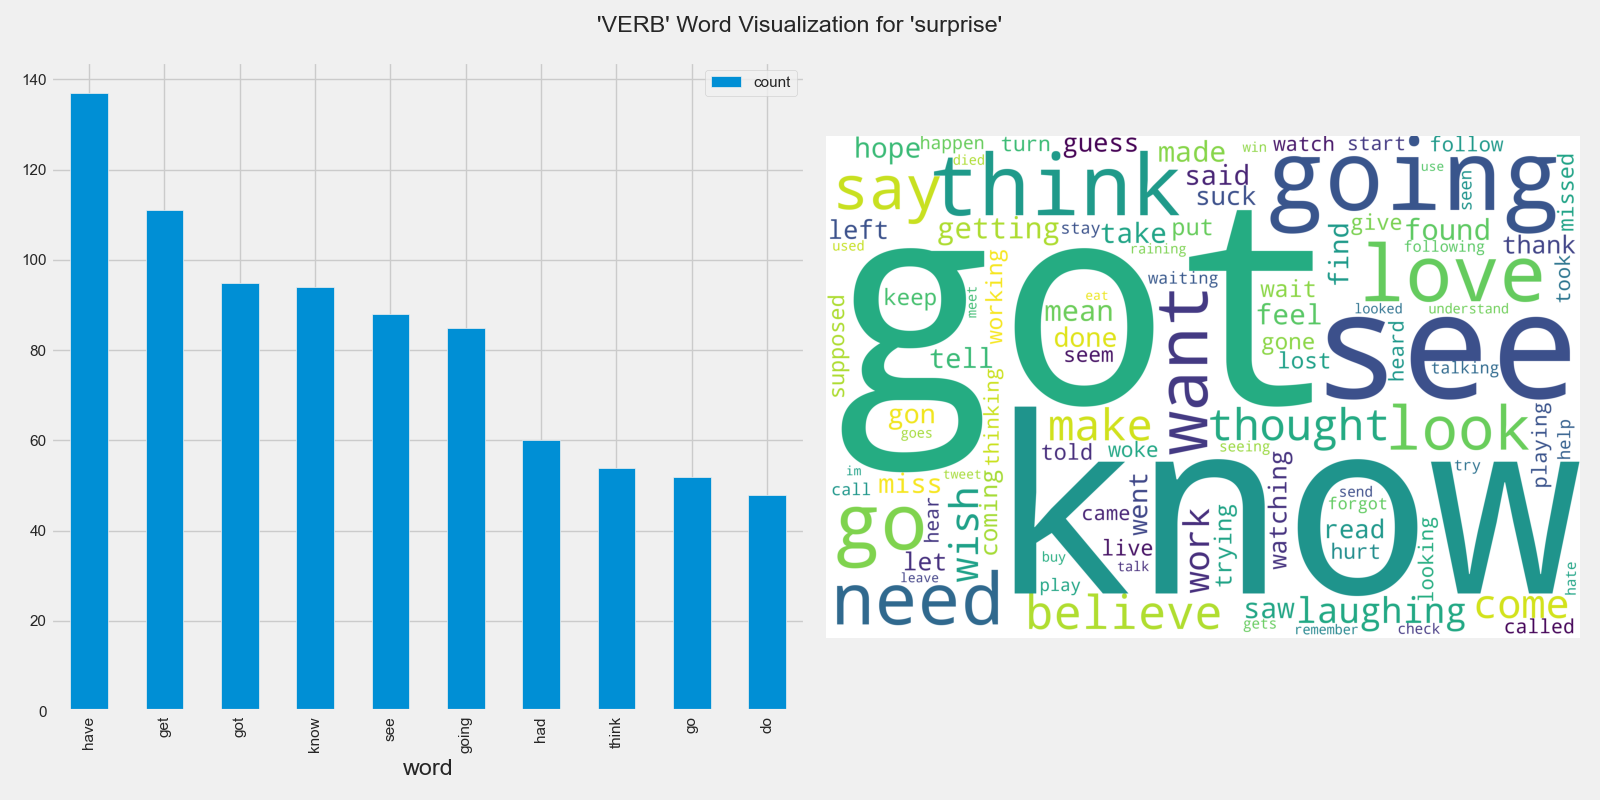 'VERB' Word Visualization for 'surprise'
count
140
120
100
80
60
40
20
0
have
get
got
know
see
going
had
think
go
do
word
hope
happen
turn
guess
made
win
watch
start
follow
died
think
going
say
said
suck
use
seen
missed
left
used
getting
stay
take
put
raining
give
found
following
thank
find
love
took
got
keep
meet
working
eat
mean
done
seem
waiting
want
wait
feel
gone
lost
looked
understand
see
heard
talking
supposed
tell
gon
goes
thinking
make
thought
look
playing
help
told
woke
seeing
im
call
miss
tweet
coming
know
try
send
forgot
read
hurt
go
hear
wish
came
went
watching
let
leave
live
talk
buy
play
work
trying
looking
hate
need
believe
saw
gets
laughing
remember
check
come
called